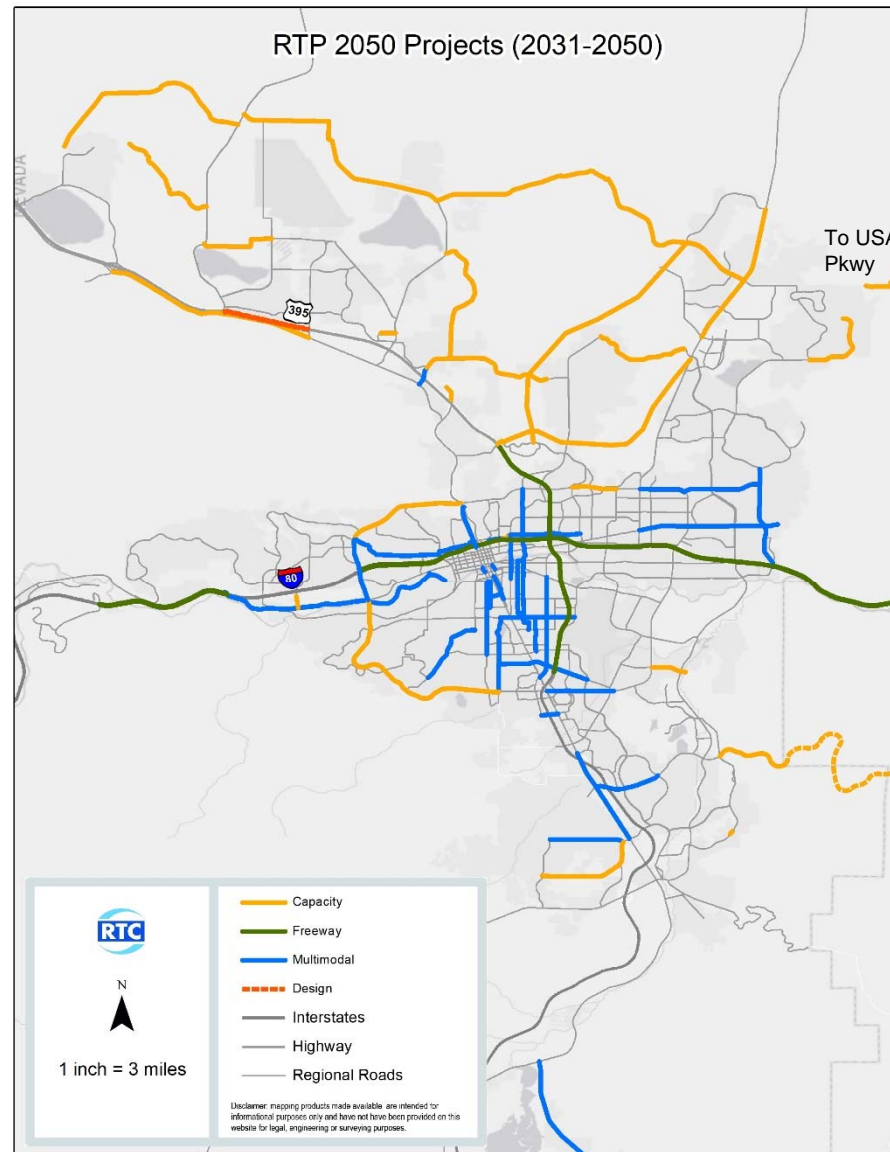 RTP 2050 Projects (2031-2050)
NEVADA
To USA
Pkwy
395
80
RTC
N
1 inch = 3 miles
Capacity
Freeway
Multimodal
Design
Interstates
Highway
Regional Roads
Disclaimer: mapping products made available are intended for
informational purposes only and have not have been provided on this
website for legal, engineering or surveying purposes.